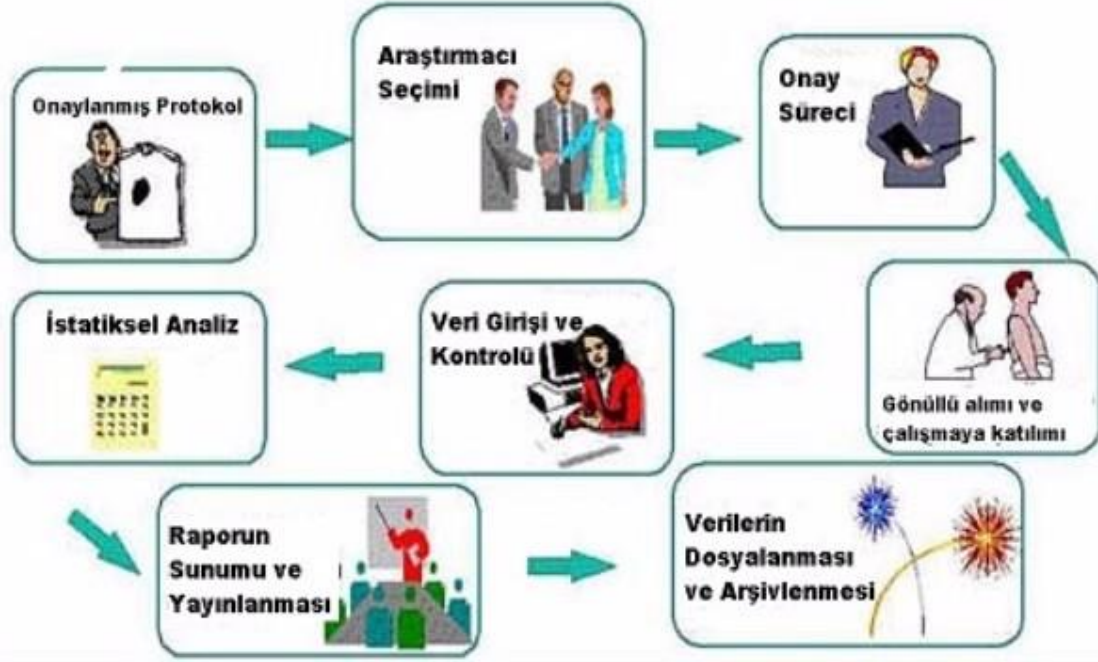 Onaylanmış Protokol
Araştırmacı
Seçimi
Onay
Süreci
Gönüllü alımı ve
çalışmaya katılımı
Veri Girişi ve
Kontrolü
İstatiksel Analiz
Raporun
Sunumu ve
Yayınlanması
Verilerin
Dosyalanması
ve Arşivlenmesi